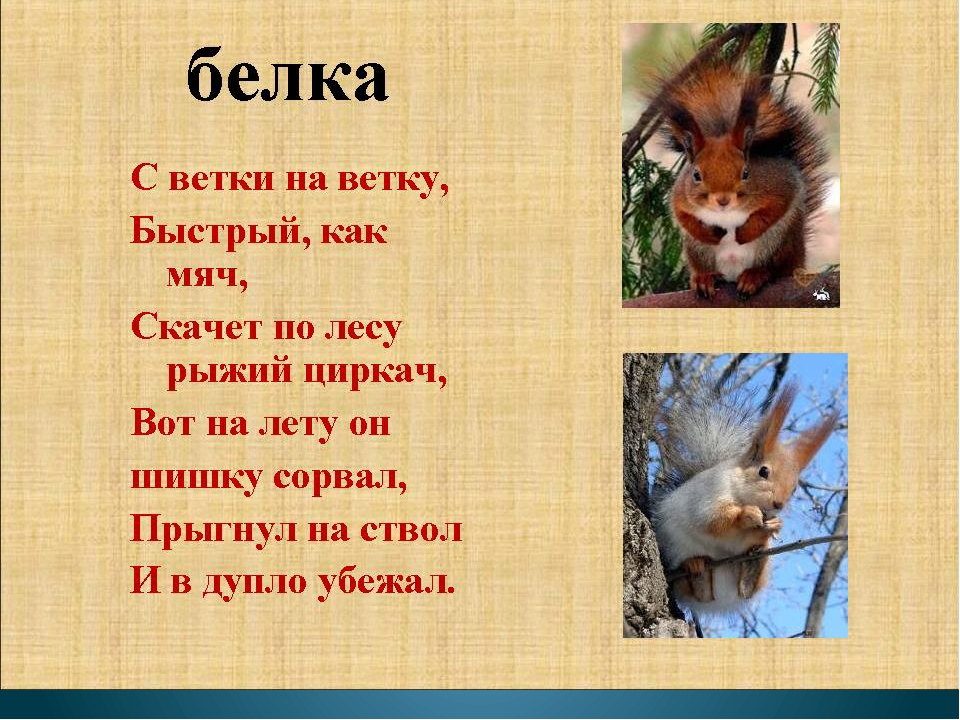 белка
С ветки на ветку,
Быстрый, как
мяч,
Скачет по лесу
рыжий циркач,
Вот на лету он
шишку сорвал,
Прыгнул на ствол
И в дупло убежал.